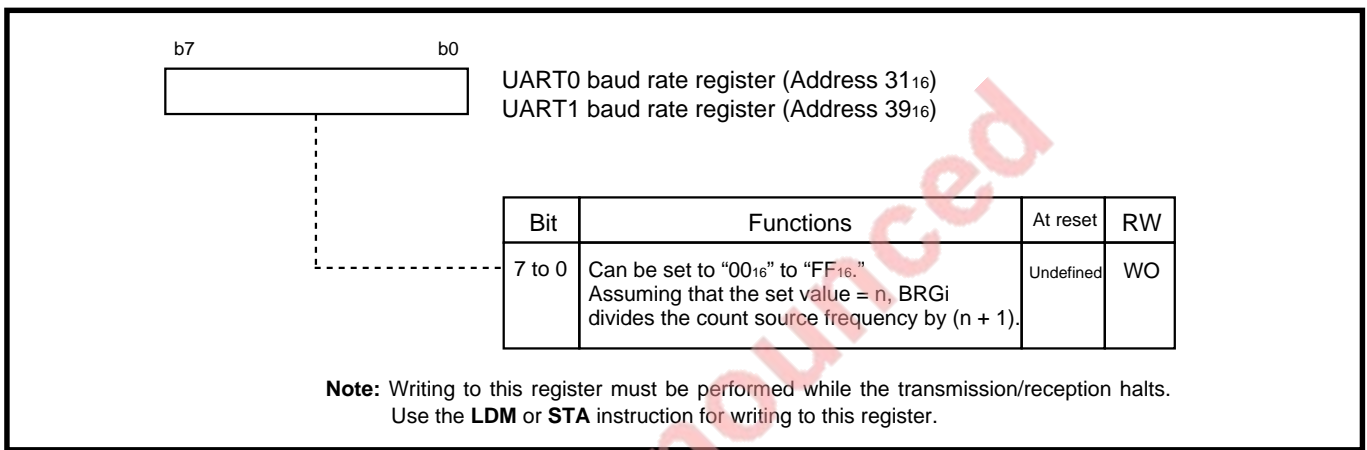 b7 b0
UART0 baud rate register (Address 31₁₆)
UART1 baud rate register (Address 39₁₆)
Bit Functions At reset RW
7 to 0 Can be set to “00₁₆” to “FF₁₆.” Undefined WO
Assuming that the set value = n, BRGi
divides the count source frequency by (n + 1).
Note: Writing to this register must be performed while the transmission/reception halts.
Use the LDM or STA instruction for writing to this register.
nounced